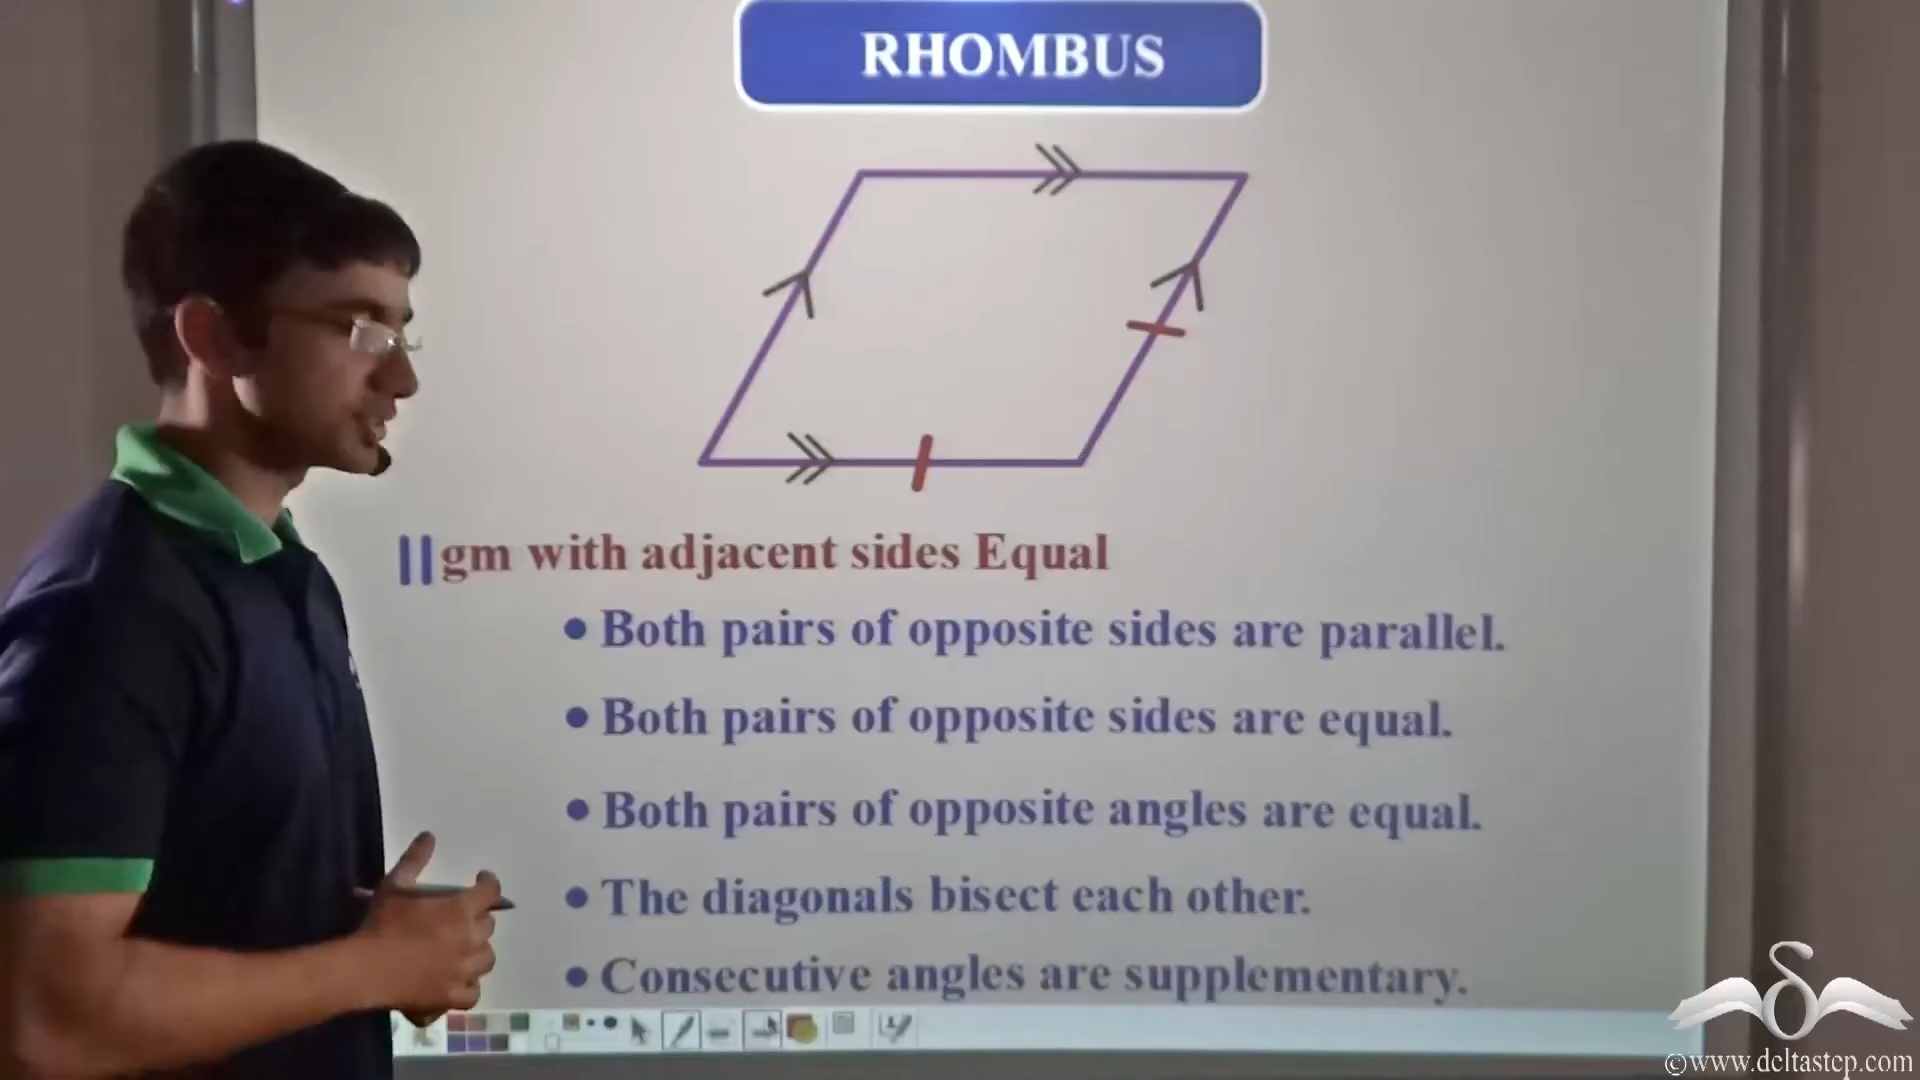 RHOMBUS
||gm with adjacent sides Equal
• Both pairs of opposite sides are parallel.
• Both pairs of opposite sides are equal.
• Both pairs of opposite angles are equal.
• The diagonals bisect each other.
• Consecutive angles are supplementary.
©www.deltastep.com